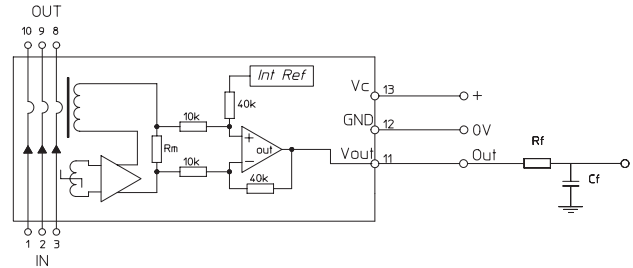 OUT
10 9 8
Int Ref
Vc 13 +
40k
GND 12 0V
10k
+
Rm
out
Vout 11 Out
Rf
10k
−
40k
Cf
1 2 3
IN